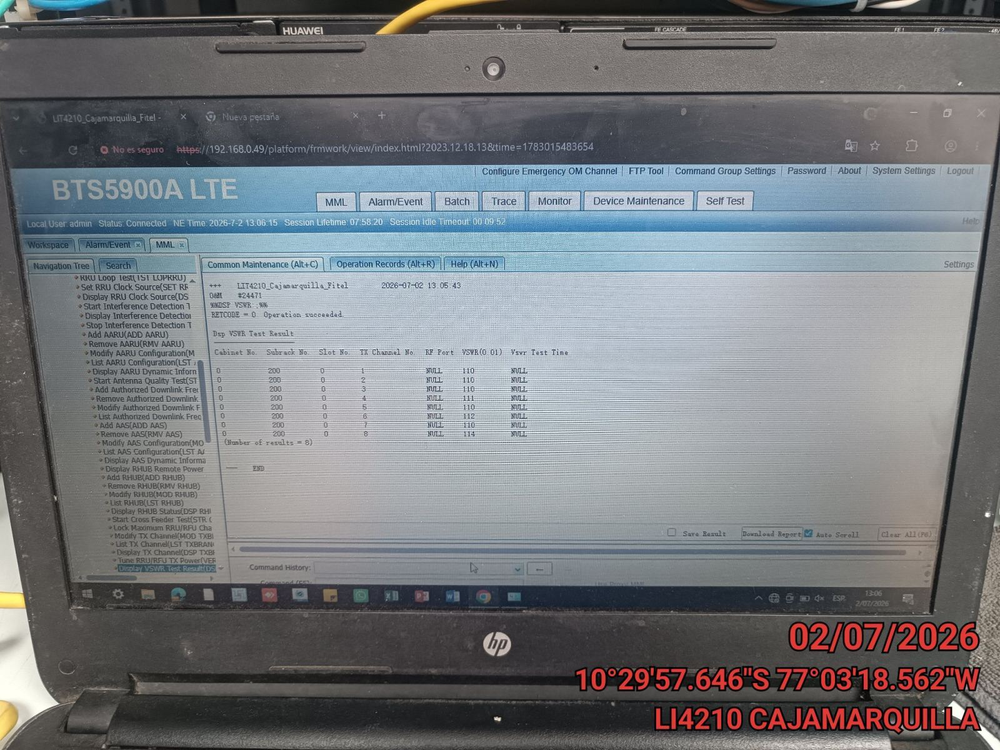 HUAWEI
FE CASCADE
FE1
FE2
-48V
LIT4210_Cajamarquilla_Fitel -
Nueva pestaña
No es seguro
https://192.168.0.49/platform/frmwork/view/index.html?2023.12.18.13&time=1783015483654
Configure Emergency OM Channel
FTP Tool
Command Group Settings
Password
About
System Settings
Logout
BTS5900A LTE
MML
Alarm/Event
Batch
Trace
Monitor
Device Maintenance
Self Test
Local User: admin Status: Connected NE Time: 2026-7-2 13:06:15 Session Lifetime: 07:58:20 Session Idle Timeout: 00:09:52
Help
Workspace
Alarm/Event
MML
Navigation Tree
Search
Common Maintenance (Alt+C)
Operation Records (Alt+R)
Help (Alt+N)
Settings
RRU Loop Test(TST LOPRRU)
Set RRU Clock Source(SET RF
Display RRU Clock Source(DS
Start Interference Detection T
Display Interference Detection
Stop Interference Detection T
Add AARU(ADD AARU)
Remove AARU(RMV AARU)
Modify AARU Configuration(M
List AARU Configuration(LST
Display AARU Dynamic Inforn
Start Antenna Quality Test(ST
Add Authorized Downlink Free
Remove Authorized Downlink
Modify Authorized Downlink F
List Authorized Downlink Frec
Add AAS(ADD AAS)
Remove AAS(RMV AAS)
Modify AAS Configuration(MO
List AAS Configuration(LST A
Display AAS Dynamic Informa
Display RHUB Remote Power
Add RHUB(ADD RHUB)
Remove RHUB(RMV RHUB)
Modify RHUB(MOD RHUB)
List RHUB(LST RHUB)
Display RHUB Status(DSP RHI
Start Cross Feeder Test(STR C
Lock Maximum RRU/RFU Cha
Modify TX Channel(MOD TXBI
List TX Channel(LST TXBRAN
Display TX Channel(DSP TXBF
Tune RRU/RFU TX Power(VER
Display VSWR Test Result(DS
+++ LIT4210_Cajamarquilla_Fitel 2026-07-02 13:05:43
O&M #24471
%%DSP VSWR:;%%
RETCODE = 0 Operation succeeded
Dsp VSWR Test Result
Cabinet No. Subrack No. Slot No. TX Channel No. RF Port VSWR(0.01) Vswr Test Time
0 200 0 1 NULL 110 NULL
0 200 0 2 NULL 110 NULL
0 200 0 3 NULL 110 NULL
0 200 0 4 NULL 111 NULL
0 200 0 5 NULL 110 NULL
0 200 0 6 NULL 112 NULL
0 200 0 7 NULL 110 NULL
0 200 0 8 NULL 114 NULL
(Number of results = 8)
--- END
Save Result
Download Report
Auto Scroll
Clear All(F6)
Command History:
ESP
13:06
2/07/2026
hp
02/07/2026
10°29'57.646"S 77°03'18.562"W
LI4210 CAJAMARQUILLA